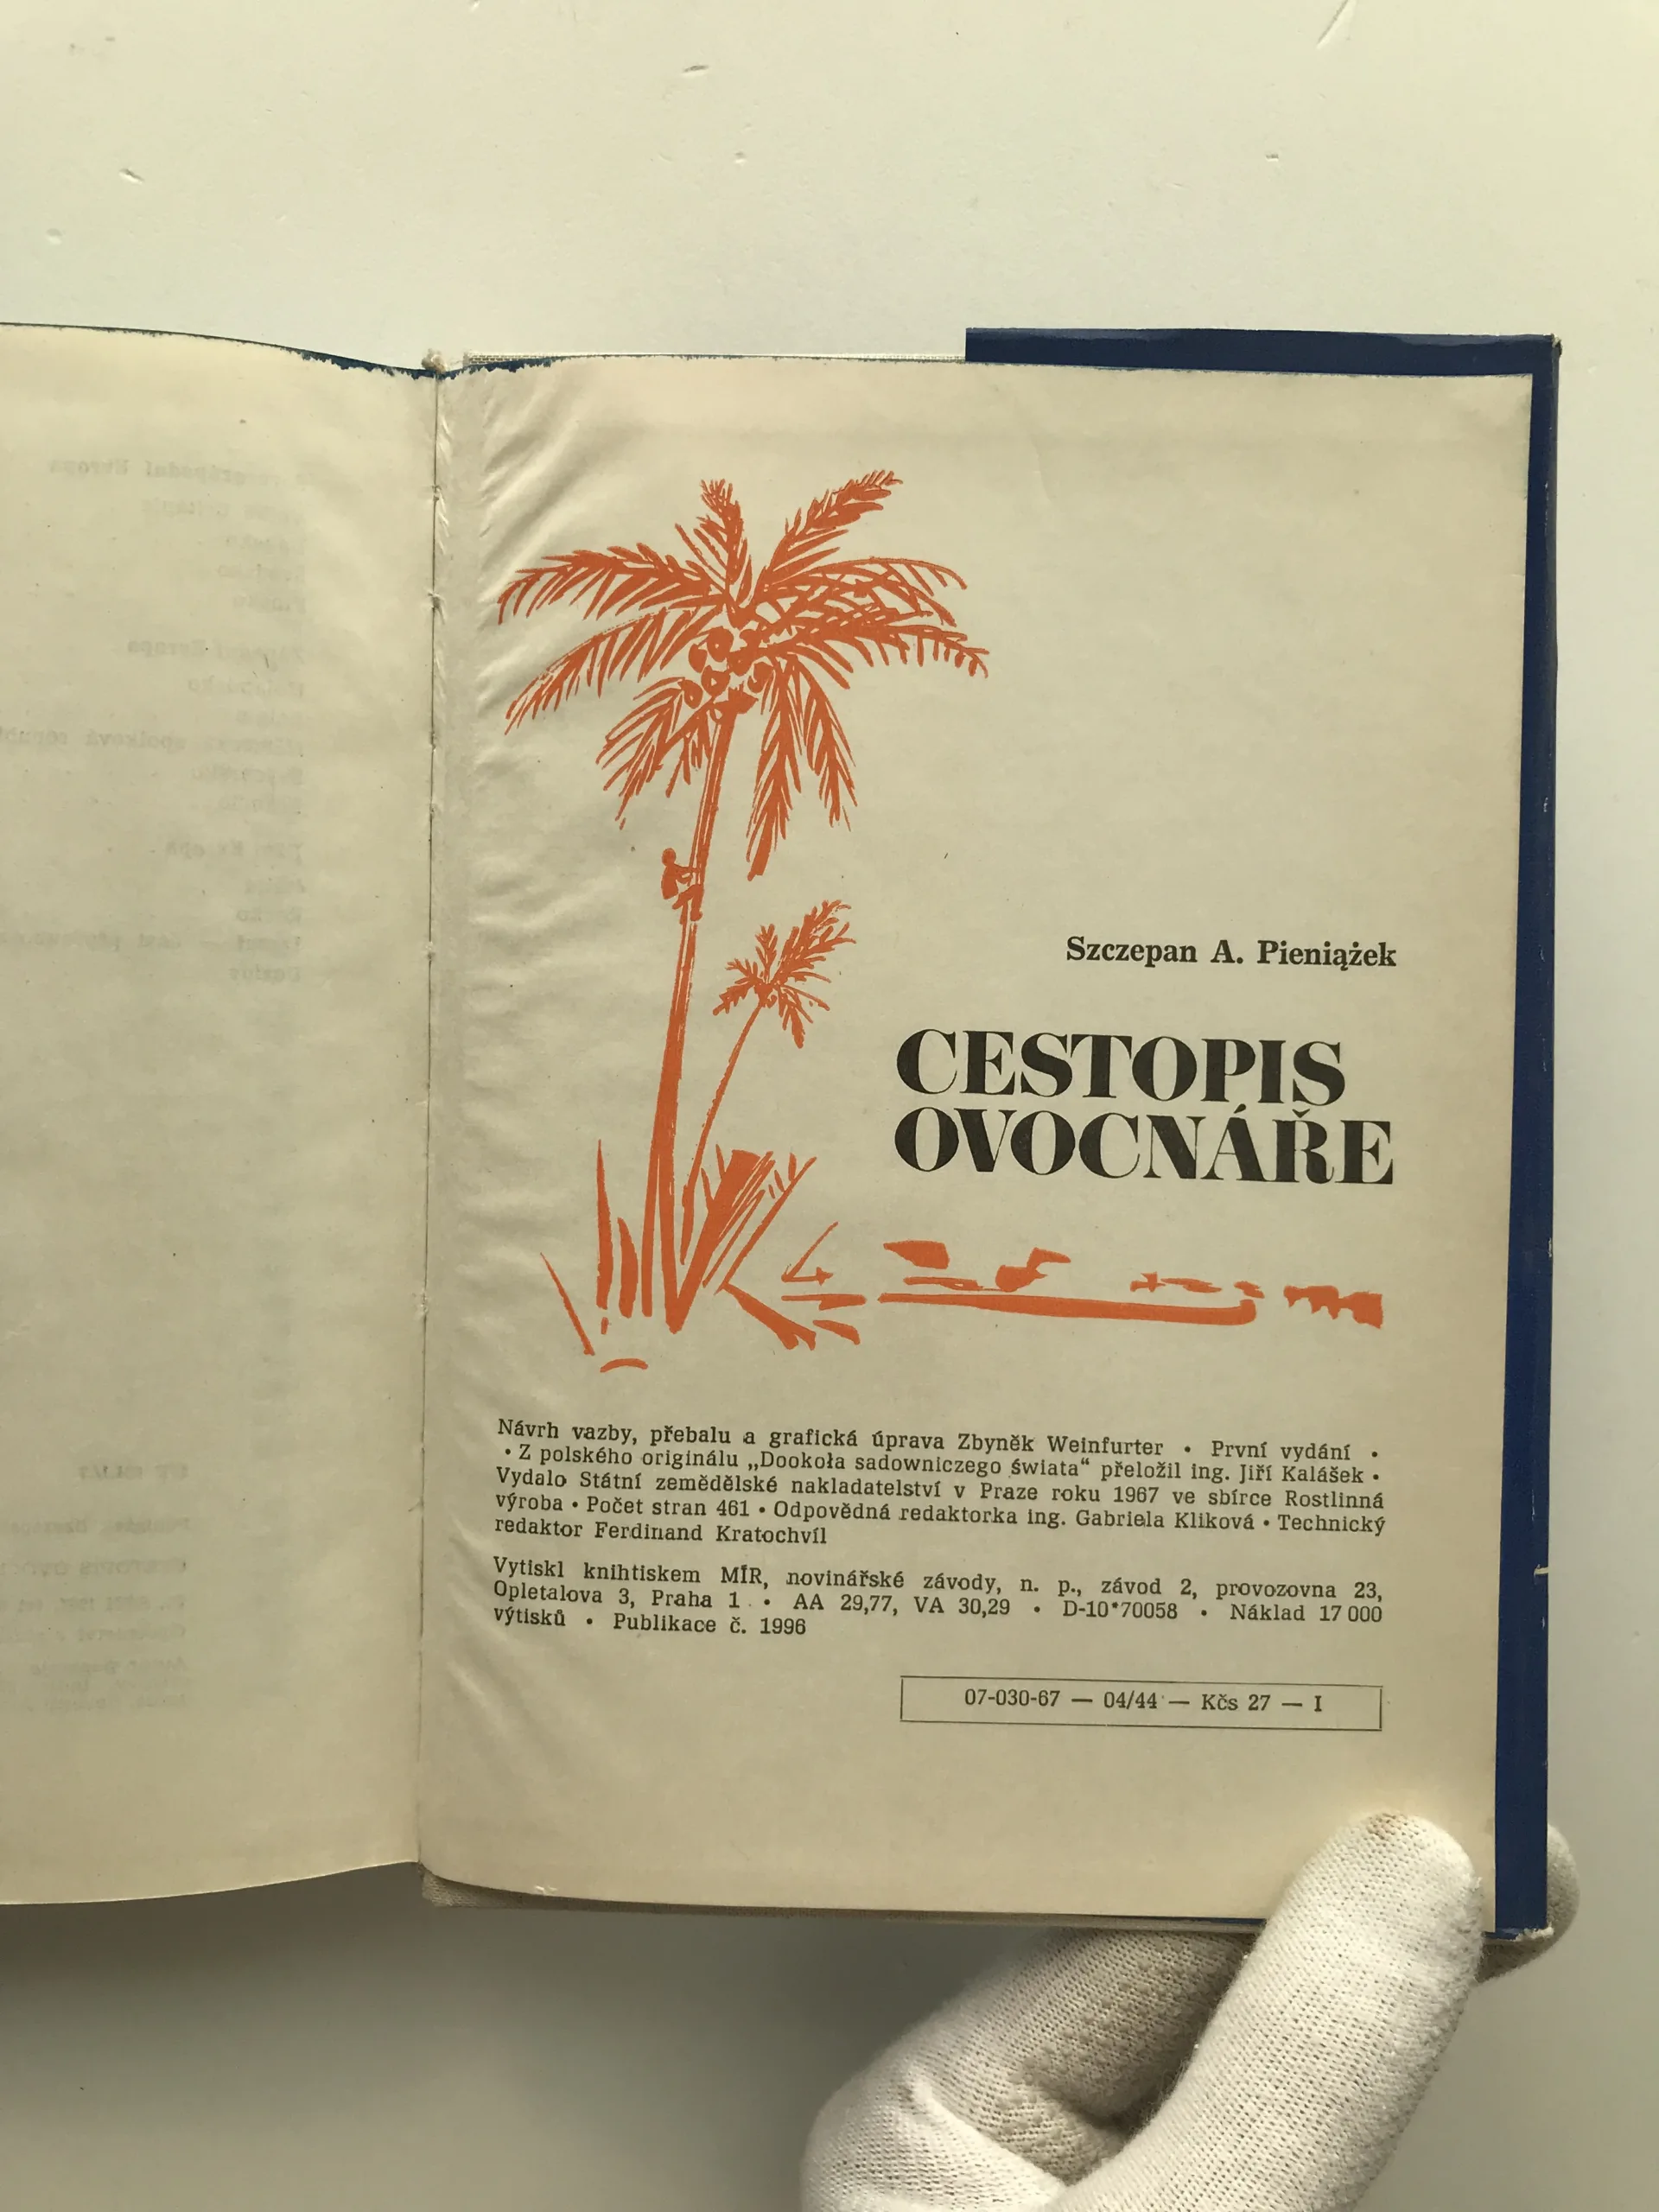 Szczepan A. Pieniążek
CESTOPIS
OVOCNÁŘE
Návrh vazby, přebalu a grafická úprava Zbyněk Weinfurter • První vydání •
• Z polského originálu „Dookoła sadowniczego świata“ přeložil ing. Jiří Kalášek •
Vydalo Státní zemědělské nakladatelství v Praze roku 1967 ve sbírce Rostlinná
výroba • Počet stran 461 • Odpovědná redaktorka ing. Gabriela Kliková • Technický
redaktor Ferdinand Kratochvíl
Vytiskl knihtiskem MÍR, novinářské závody, n. p., závod 2, provozovna 23,
Opletalova 3, Praha 1 • AA 29,77, VA 30,29 • D-10*70058 • Náklad 17 000
výtisků • Publikace č. 1996
07-030-67 — 04/44 — Kčs 27 — I